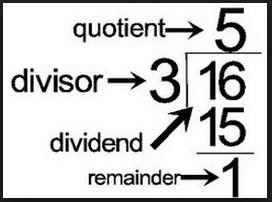 quotient→ 5
divisor→ 3 16
dividend 15
remainder→ 1